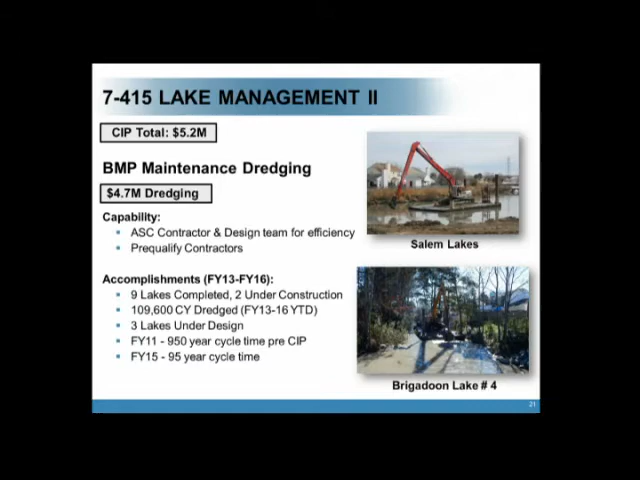 7-415 LAKE MANAGEMENT II
CIP Total: $5.2M
BMP Maintenance Dredging
$4.7M Dredging
Capability:
ASC Contractor & Design team for efficiency
Prequalify Contractors
Accomplishments (FY13-FY16):
9 Lakes Completed, 2 Under Construction
109,600 CY Dredged (FY13-16 YTD)
3 Lakes Under Design
FY11 - 950 year cycle time pre CIP
FY15 - 95 year cycle time
Salem Lakes
Brigadoon Lake # 4
21